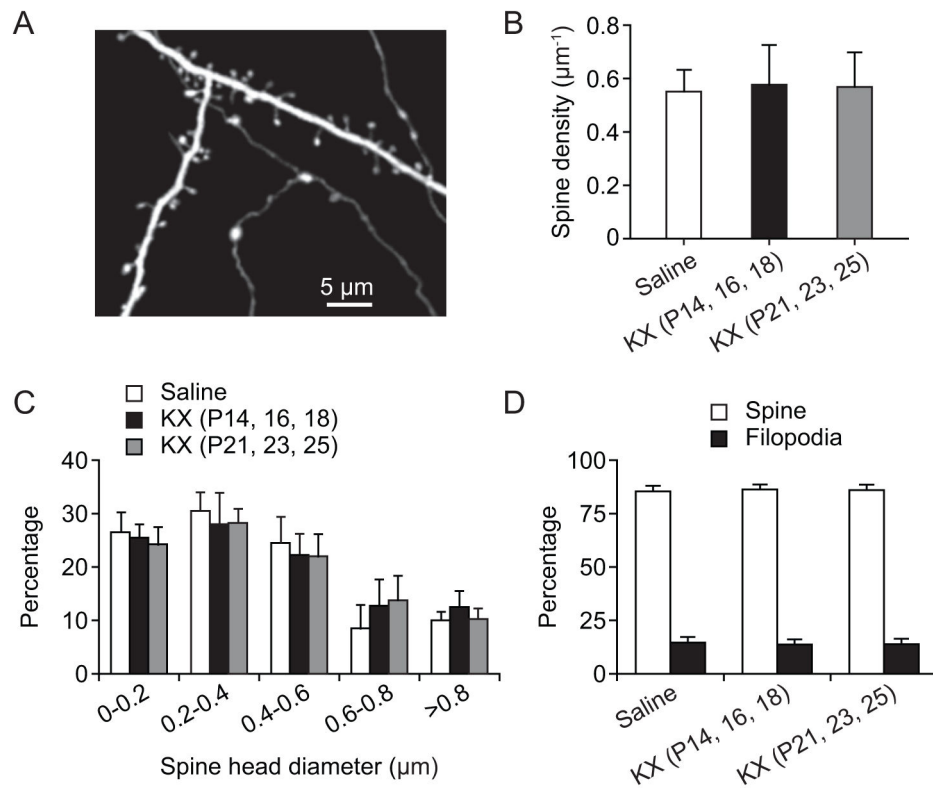 A
5 µm
B
Spine density (µm⁻¹)
0.8
0.6
0.4
0.2
0
Saline
KX (P14, 16, 18)
KX (P21, 23, 25)
C
Saline
KX (P14, 16, 18)
KX (P21, 23, 25)
Percentage
40
30
20
10
0
0-0.2
0.2-0.4
0.4-0.6
0.6-0.8
>0.8
Spine head diameter (µm)
D
Spine
Filopodia
Percentage
100
75
50
25
0
Saline
KX (P14, 16, 18)
KX (P21, 23, 25)